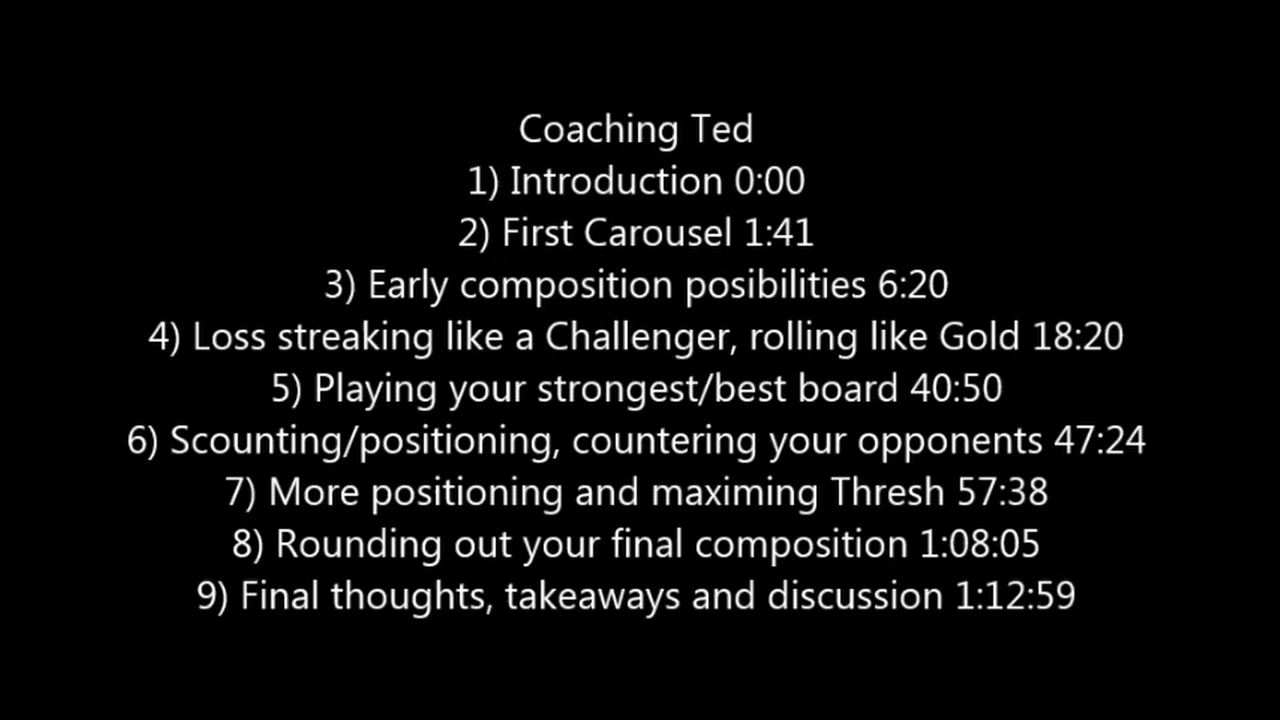 Coaching Ted
1) Introduction 0:00
2) First Carousel 1:41
3) Early composition posibilities 6:20
4) Loss streaking like a Challenger, rolling like Gold 18:20
5) Playing your strongest/best board 40:50
6) Scounting/positioning, countering your opponents 47:24
7) More positioning and maximing Thresh 57:38
8) Rounding out your final composition 1:08:05
9) Final thoughts, takeaways and discussion 1:12:59